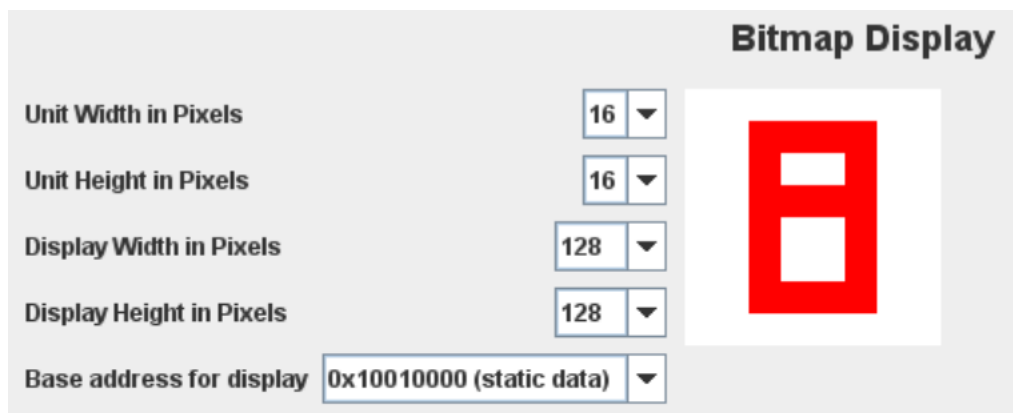 Bitmap Display
Unit Width in Pixels 16
Unit Height in Pixels 16
Display Width in Pixels 128
Display Height in Pixels 128
Base address for display 0x10010000 (static data)